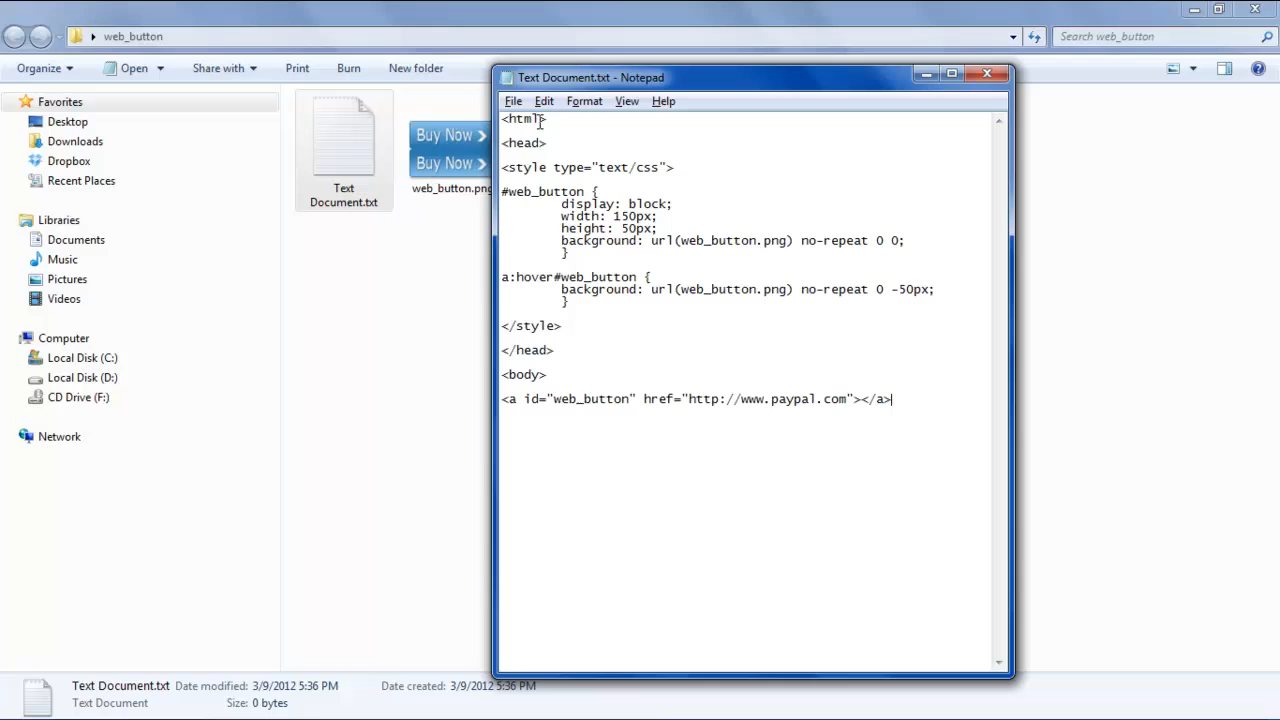 web_button
Search web_button
Organize
Open
Share with
Print
Burn
New folder
Favorites
Desktop
Downloads
Dropbox
Recent Places
Libraries
Documents
Music
Pictures
Videos
Computer
Local Disk (C:)
Local Disk (D:)
CD Drive (F:)
Network
Text
Document.txt
Buy Now
Buy Now
web_button.png
Text Document.txt - Notepad
File Edit Format View Help
<html>
<head>
<style type="text/css">
#web_button {
display: block;
width: 150px;
height: 50px;
background: url(web_button.png) no-repeat 0 0;
}
a:hover#web_button {
background: url(web_button.png) no-repeat 0 -50px;
}
</style>
</head>
<body>
<a id="web_button" href="http://www.paypal.com"></a>
Text Document.txt Date modified: 3/9/2012 5:36 PM Date created: 3/9/2012 5:36 PM
Text Document Size: 0 bytes